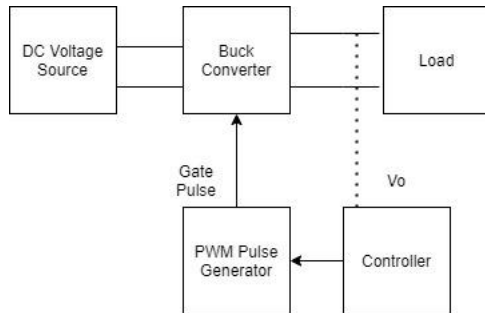 DC Voltage
Source
Buck
Converter
Load
Gate
Pulse
Vo
PWM Pulse
Generator
Controller